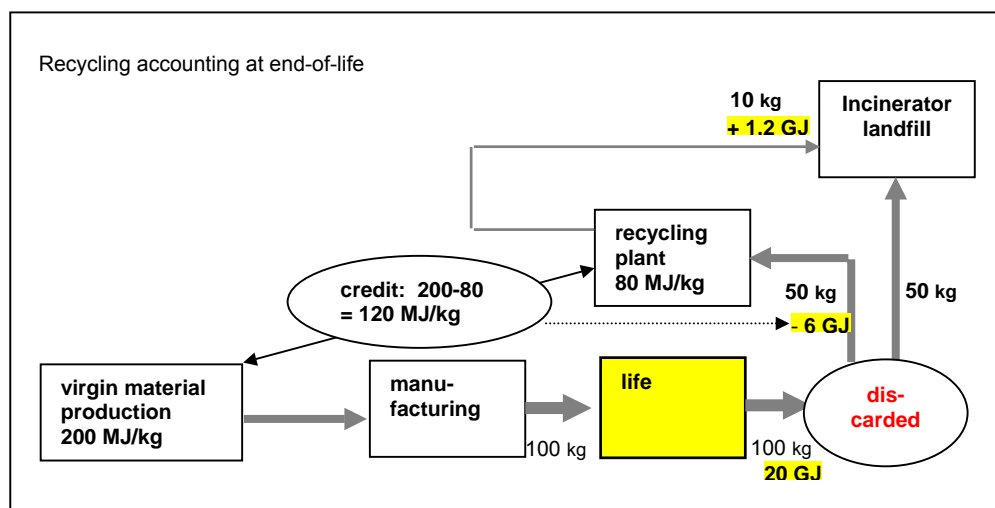 Recycling accounting at end-of-life
10 kg
+ 1.2 GJ
Incinerator
landfill
recycling
plant
80 MJ/kg
credit: 200-80
= 120 MJ/kg
50 kg
- 6 GJ
50 kg
virgin material
production
200 MJ/kg
manu-
facturing
100 kg
life
100 kg
20 GJ
dis-
carded